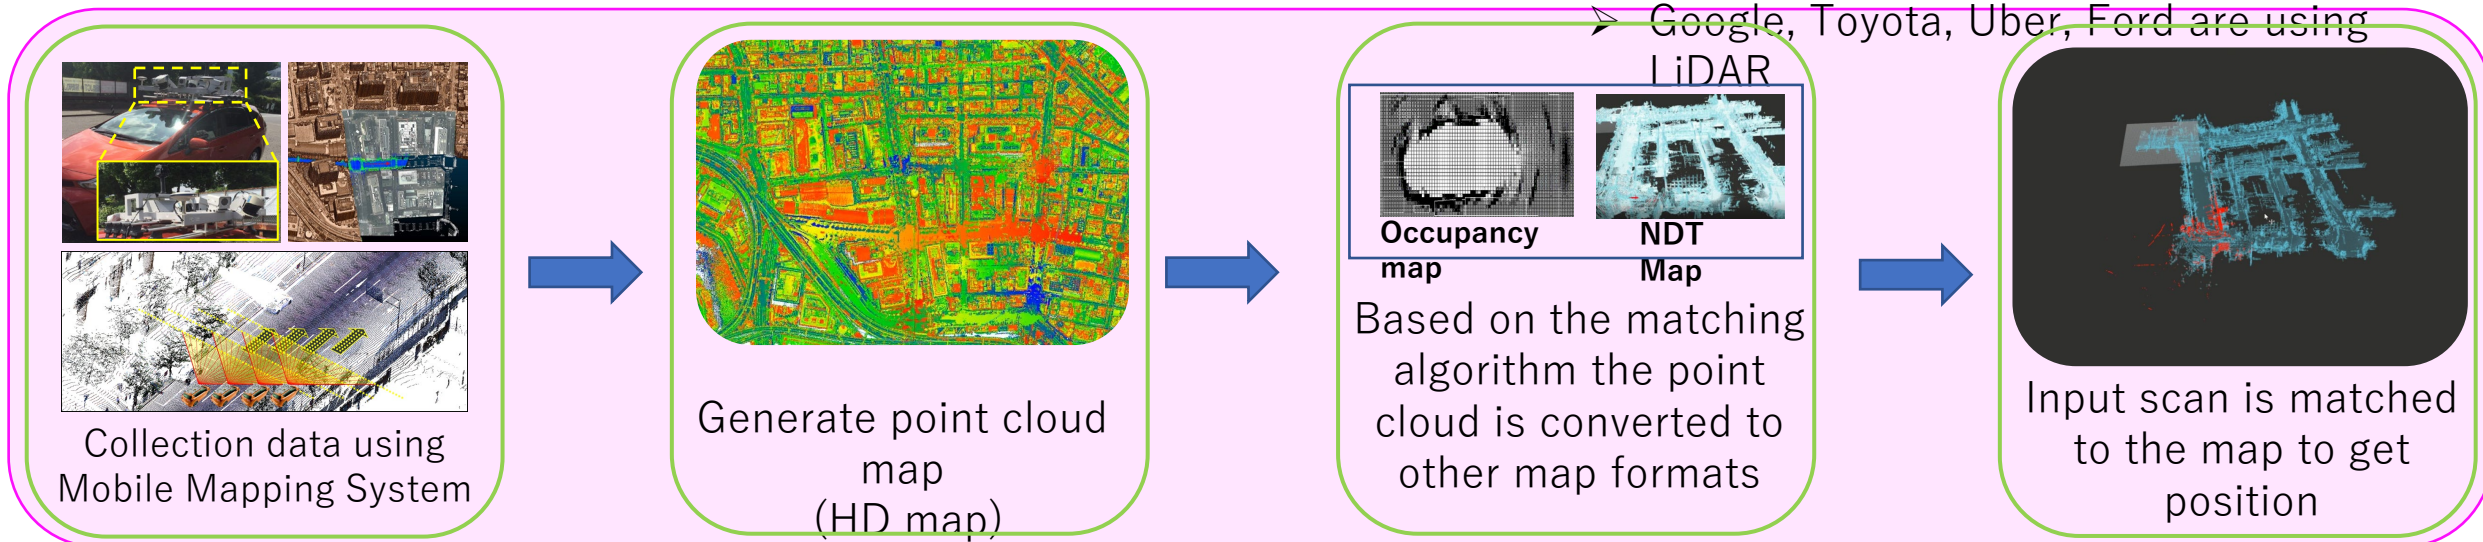 ➢ Google, Toyota, Uber, Ford are using
LiDAR
Collection data using
Mobile Mapping System
Generate point cloud
map
(HD map)
Occupancy
map
NDT
Map
Based on the matching
algorithm the point
cloud is converted to
other map formats
Input scan is matched
to the map to get
position